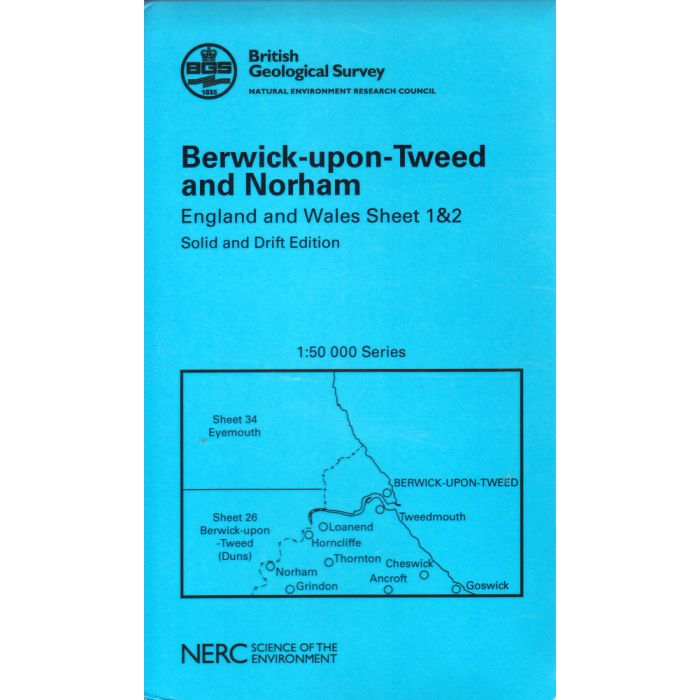 British
Geological Survey
NATURAL ENVIRONMENT RESEARCH COUNCIL
BGS
1835
Berwick-upon-Tweed
and Norham
England and Wales Sheet 1&2
Solid and Drift Edition
1:50 000 Series
Sheet 34
Eyemouth
BERWICK-UPON-TWEED
Tweedmouth
Sheet 26
Berwick-upon
-Tweed
(Duns)
Loanend
Horncliffe
Thornton
Cheswick
Norham
Grindon
Ancroft
Goswick
NERC
SCIENCE OF THE
ENVIRONMENT